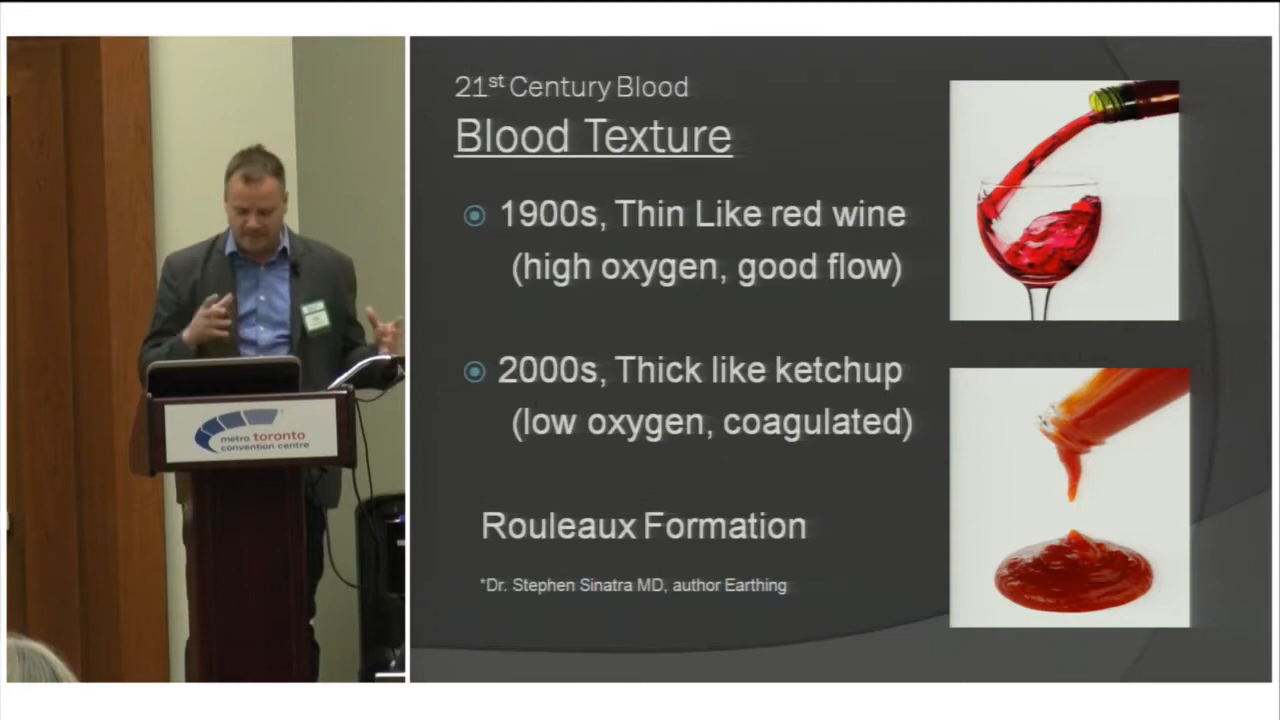 21st Century Blood
Blood Texture
1900s, Thin Like red wine
(high oxygen, good flow)
2000s, Thick like ketchup
(low oxygen, coagulated)
Rouleaux Formation
*Dr. Stephen Sinatra MD, author Earthing
metro toronto
convention centre